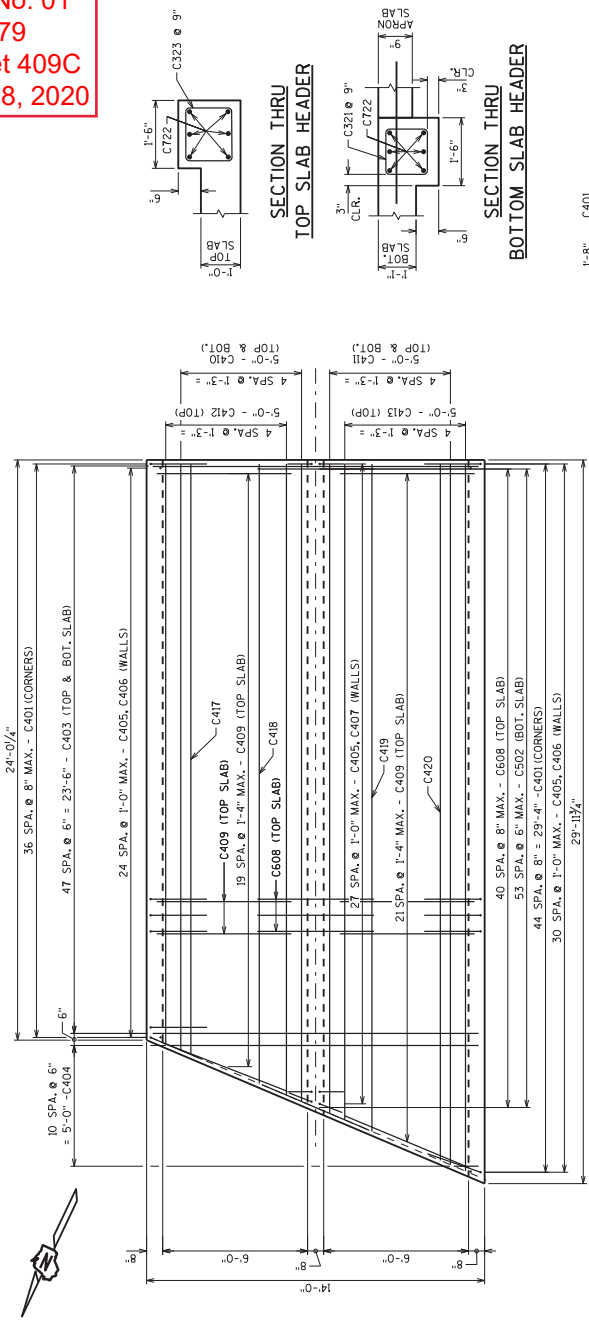 No. 01
79
et 409C
8, 2020
C323 @ 9"
1'-6"
C722
6"
TOP
SLAB
1'-0"
SECTION THRU
TOP SLAB HEADER
APRON
SLAB
9"
C321 @ 9"
C722
3"
CLR.
3"
CLR.
1'-6"
BOT.
SLAB
1'-1"
6"
SECTION THRU
BOTTOM SLAB HEADER
1'-8"
C401
24'-0 1/4"
36 SPA. @ 8" MAX. - C401 (CORNERS)
47 SPA. @ 6" = 23'-6" - C403 (TOP & BOT. SLAB)
6"
24 SPA. @ 1'-0" MAX. - C405, C406 (WALLS)
10 SPA. @ 6"
= 5'-0" -C404
C417
C409 (TOP SLAB)
19 SPA. @ 1'-4" MAX. - C409 (TOP SLAB)
C418
C608 (TOP SLAB)
4 SPA. @ 1'-3" =
5'-0" - C410
(TOP & BOT.)
4 SPA. @ 1'-3" =
5'-0" - C412 (TOP)
4 SPA. @ 1'-3" =
5'-0" - C411
(TOP & BOT.)
4 SPA. @ 1'-3" =
5'-0" - C413 (TOP)
27 SPA. @ 1'-0" MAX. - C405, C407 (WALLS)
C419
21 SPA. @ 1'-4" MAX. - C409 (TOP SLAB)
C420
40 SPA. @ 8" MAX. - C608 (TOP SLAB)
53 SPA. @ 6" MAX. - C502 (BOT. SLAB)
44 SPA. @ 8" = 29'-4" -C401 (CORNERS)
30 SPA. @ 1'-0" MAX. - C405, C406 (WALLS)
29'-11 3/4"
8"
6'-0"
8"
6'-0"
8"
14'-0"
N